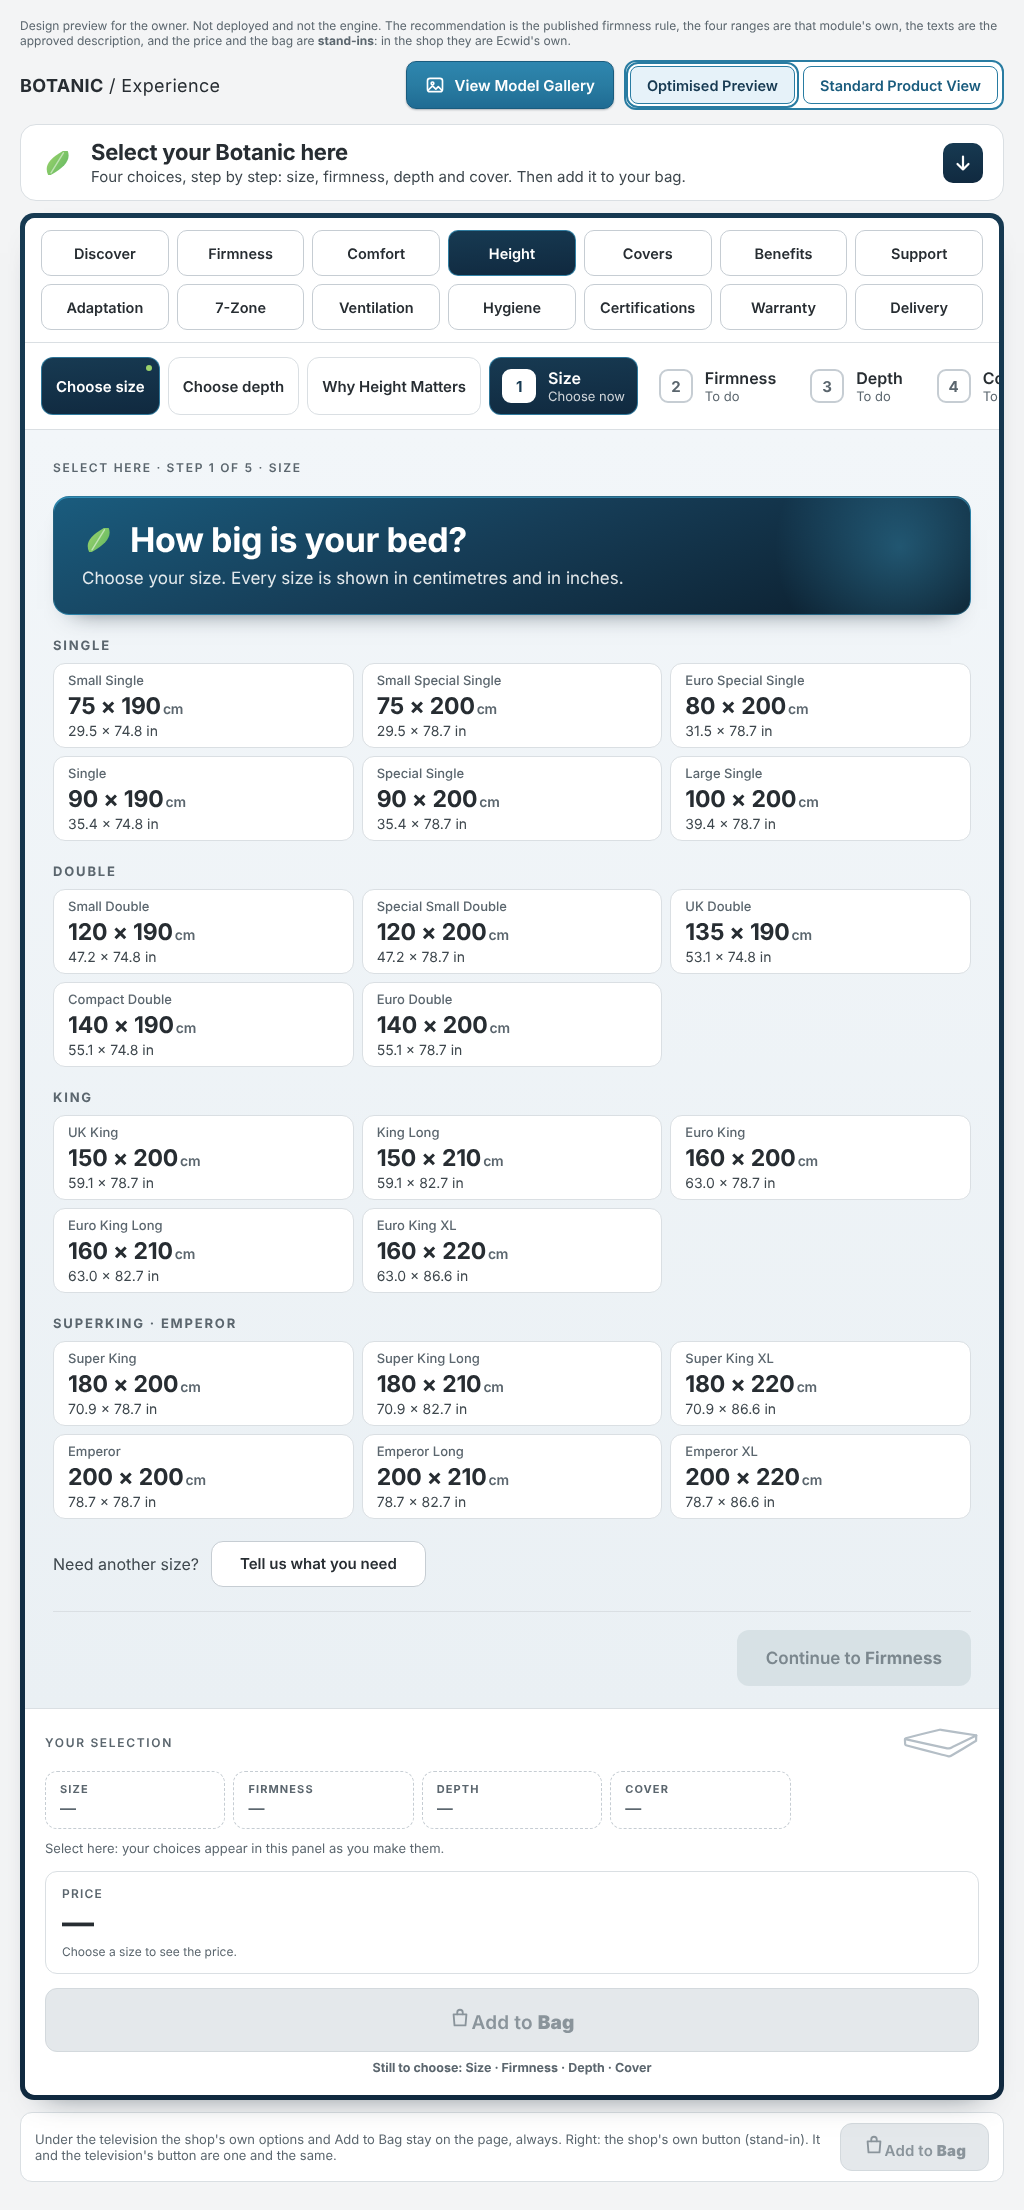 Design preview for the owner. Not deployed and not the engine. The recommendation is the published firmness rule, the four ranges are that module's own, the texts are the
approved description, and the price and the bag are stand-ins: in the shop they are Ecwid's own.
BOTANIC / Experience
View Model Gallery
Optimised Preview
Standard Product View
Select your Botanic here
Four choices, step by step: size, firmness, depth and cover. Then add it to your bag.
Discover
Firmness
Comfort
Height
Covers
Benefits
Support
Adaptation
7-Zone
Ventilation
Hygiene
Certifications
Warranty
Delivery
Choose size
Choose depth
Why Height Matters
1
Size
Choose now
2
Firmness
To do
3
Depth
To do
4
To
SELECT HERE · STEP 1 OF 5 · SIZE
How big is your bed?
Choose your size. Every size is shown in centimetres and in inches.
SINGLE
Small Single
75 × 190 cm
29.5 × 74.8 in
Small Special Single
75 × 200 cm
29.5 × 78.7 in
Euro Special Single
80 × 200 cm
31.5 × 78.7 in
Single
90 × 190 cm
35.4 × 74.8 in
Special Single
90 × 200 cm
35.4 × 78.7 in
Large Single
100 × 200 cm
39.4 × 78.7 in
DOUBLE
Small Double
120 × 190 cm
47.2 × 74.8 in
Special Small Double
120 × 200 cm
47.2 × 78.7 in
UK Double
135 × 190 cm
53.1 × 74.8 in
Compact Double
140 × 190 cm
55.1 × 74.8 in
Euro Double
140 × 200 cm
55.1 × 78.7 in
KING
UK King
150 × 200 cm
59.1 × 78.7 in
King Long
150 × 210 cm
59.1 × 82.7 in
Euro King
160 × 200 cm
63.0 × 78.7 in
Euro King Long
160 × 210 cm
63.0 × 82.7 in
Euro King XL
160 × 220 cm
63.0 × 86.6 in
SUPERKING · EMPEROR
Super King
180 × 200 cm
70.9 × 78.7 in
Super King Long
180 × 210 cm
70.9 × 82.7 in
Super King XL
180 × 220 cm
70.9 × 86.6 in
Emperor
200 × 200 cm
78.7 × 78.7 in
Emperor Long
200 × 210 cm
78.7 × 82.7 in
Emperor XL
200 × 220 cm
78.7 × 86.6 in
Need another size?
Tell us what you need
Continue to Firmness
YOUR SELECTION
SIZE
—
FIRMNESS
—
DEPTH
—
COVER
—
Select here: your choices appear in this panel as you make them.
PRICE
—
Choose a size to see the price.
Add to Bag
Still to choose: Size · Firmness · Depth · Cover
Under the television the shop's own options and Add to Bag stay on the page, always. Right: the shop's own button (stand-in). It
and the television's button are one and the same.
Add to Bag